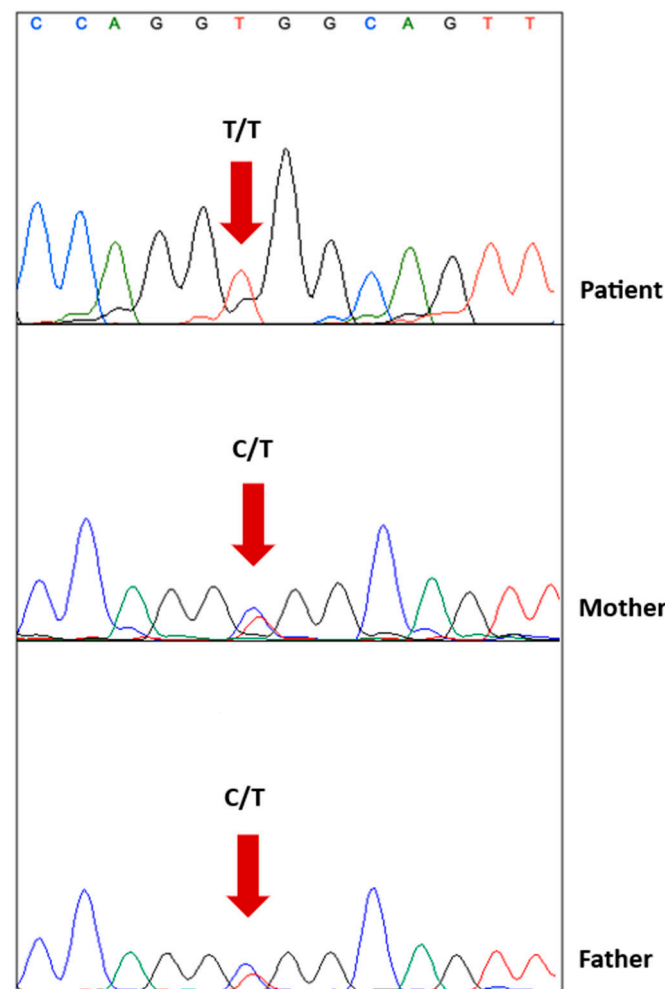 C C A G G T G G C A G T T
T/T
Patient
C/T
Mother
C/T
Father